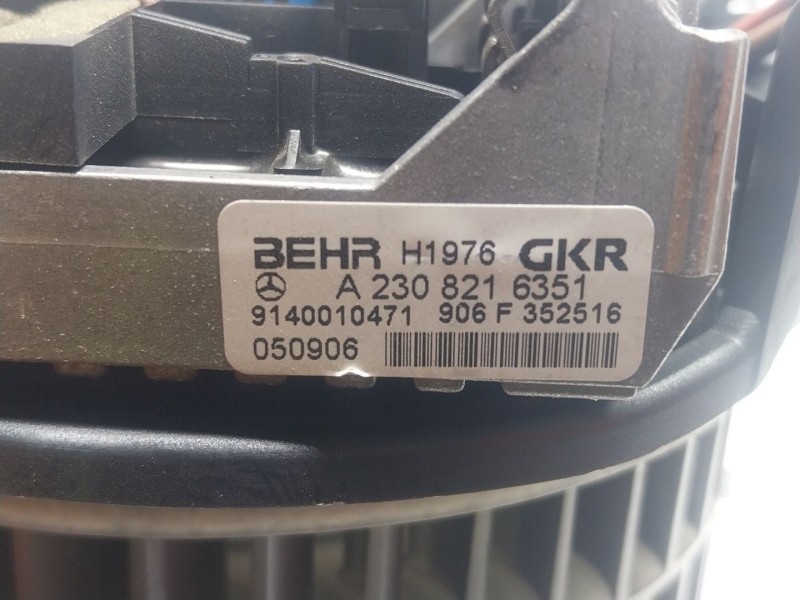 BEHR H1976 GKR
A 230 821 6351
9140010471 906 F 352516
050906